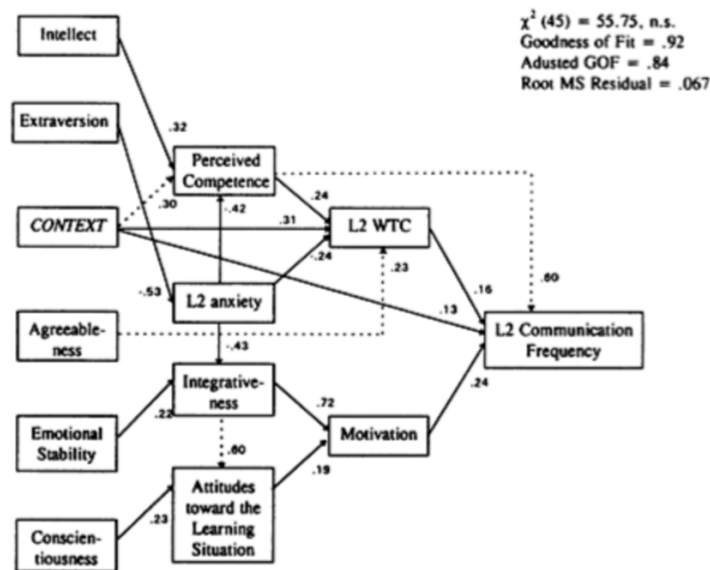 χ² (45) = 55.75, n.s.
Goodness of Fit = .92
Adusted GOF = .84
Root MS Residual = .067
Intellect
Extraversion
.32
Perceived
Competence
.30
-.42
.24
CONTEXT
.31
L2 WTC
-.24
.23
-.53
L2 anxiety
.16
.13
.60
Agreeable-
ness
L2 Communication
Frequency
-.43
Integrative-
ness
.24
.22
.72
Emotional
Stability
Motivation
.60
.19
Attitudes
toward the
Learning
Situation
.23
Conscien-
tiousness